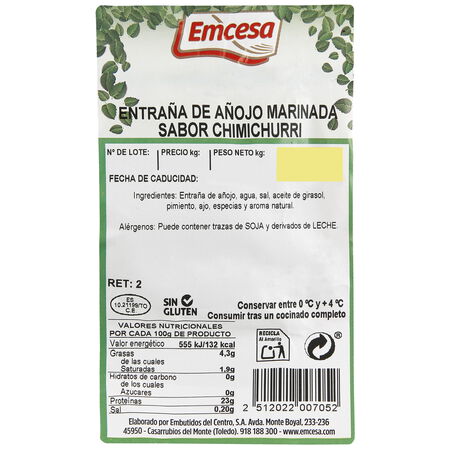 Emcesa
ENTRAÑA DE AÑOJO MARINADA
SABOR CHIMICHURRI
Nº DE LOTE: PRECIO kg: PESO NETO kg:
FECHA DE CADUCIDAD:
Ingredientes: Entraña de añojo, agua, sal, aceite de girasol,
pimiento, ajo, especias y aroma natural.
Alérgenos: Puede contener trazas de SOJA y derivados de LECHE.
RET: 2
ES
10.21199/TO
C.E.
SIN
GLUTEN
Conservar entre 0 ºC y + 4 ºC
Consumir tras un cocinado completo
VALORES NUTRICIONALES
POR CADA 100g DE PRODUCTO
Valor energético 555 kJ/132 kcal
Grasas 4,3g
de las cuales
Saturadas 1,9g
Hidratos de carbono 0g
de los cuales
Azucares 0g
Proteínas 23g
Sal 0,20g
RECICLA
Al Amarillo
2 512022 007052
Elaborado por Embutidos del Centro, S.A. Avda. Monte Boyal, 233-236
45950 - Casarrubios del Monte (Toledo). 918 188 300 - www.emcesa.com